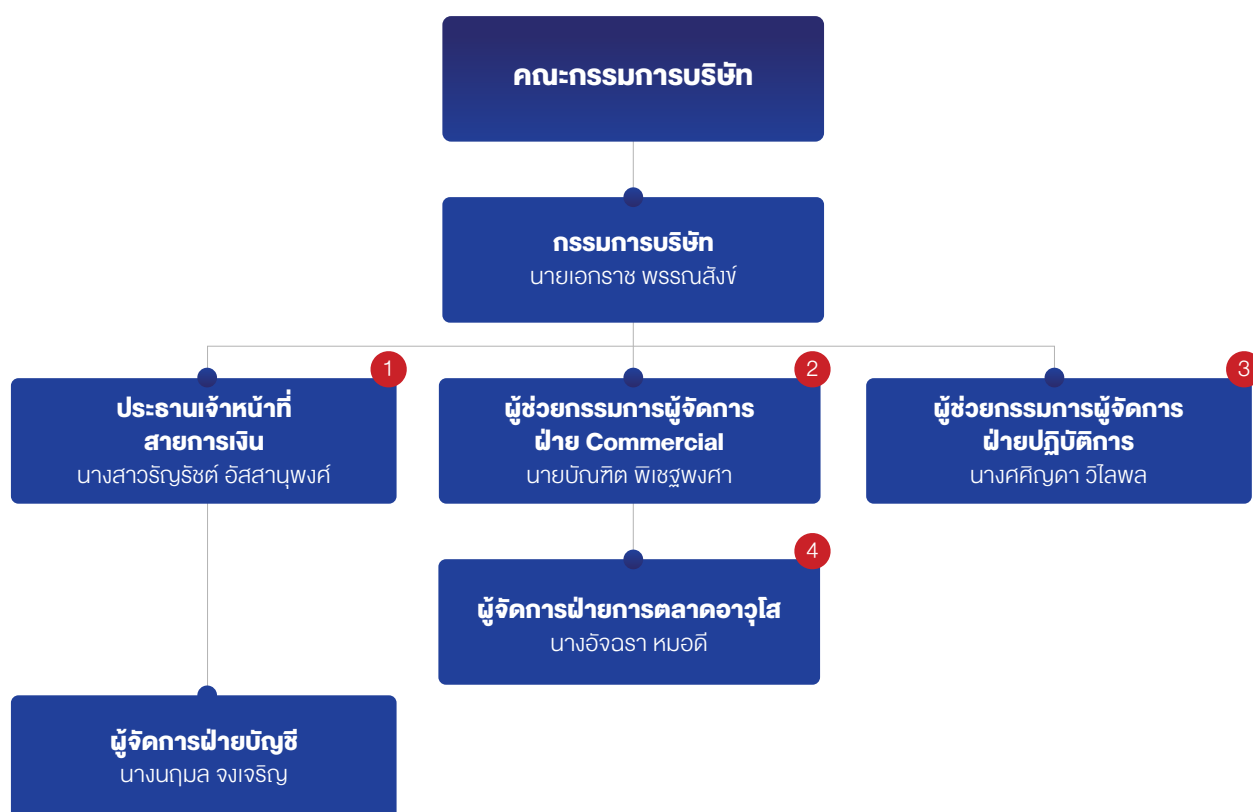 คณะกรรมการบริษัท
กรรมการบริษัท
นายเอกราช พรรณสังข์
1
ประธานเจ้าหน้าที่
สายการเงิน
นางสาวรัญรัชต์ อัสสานุพงศ์
2
ผู้ช่วยกรรมการผู้จัดการ
ฝ่าย Commercial
นายบัณฑิต พิเชฐพงศา
3
ผู้ช่วยกรรมการผู้จัดการ
ฝ่ายปฏิบัติการ
นางศศิญดา วิไลพล
4
ผู้จัดการฝ่ายการตลาดอาวุโส
นางอัจฉรา หมอดี
ผู้จัดการฝ่ายบัญชี
นางนฤมล จงเจริญ